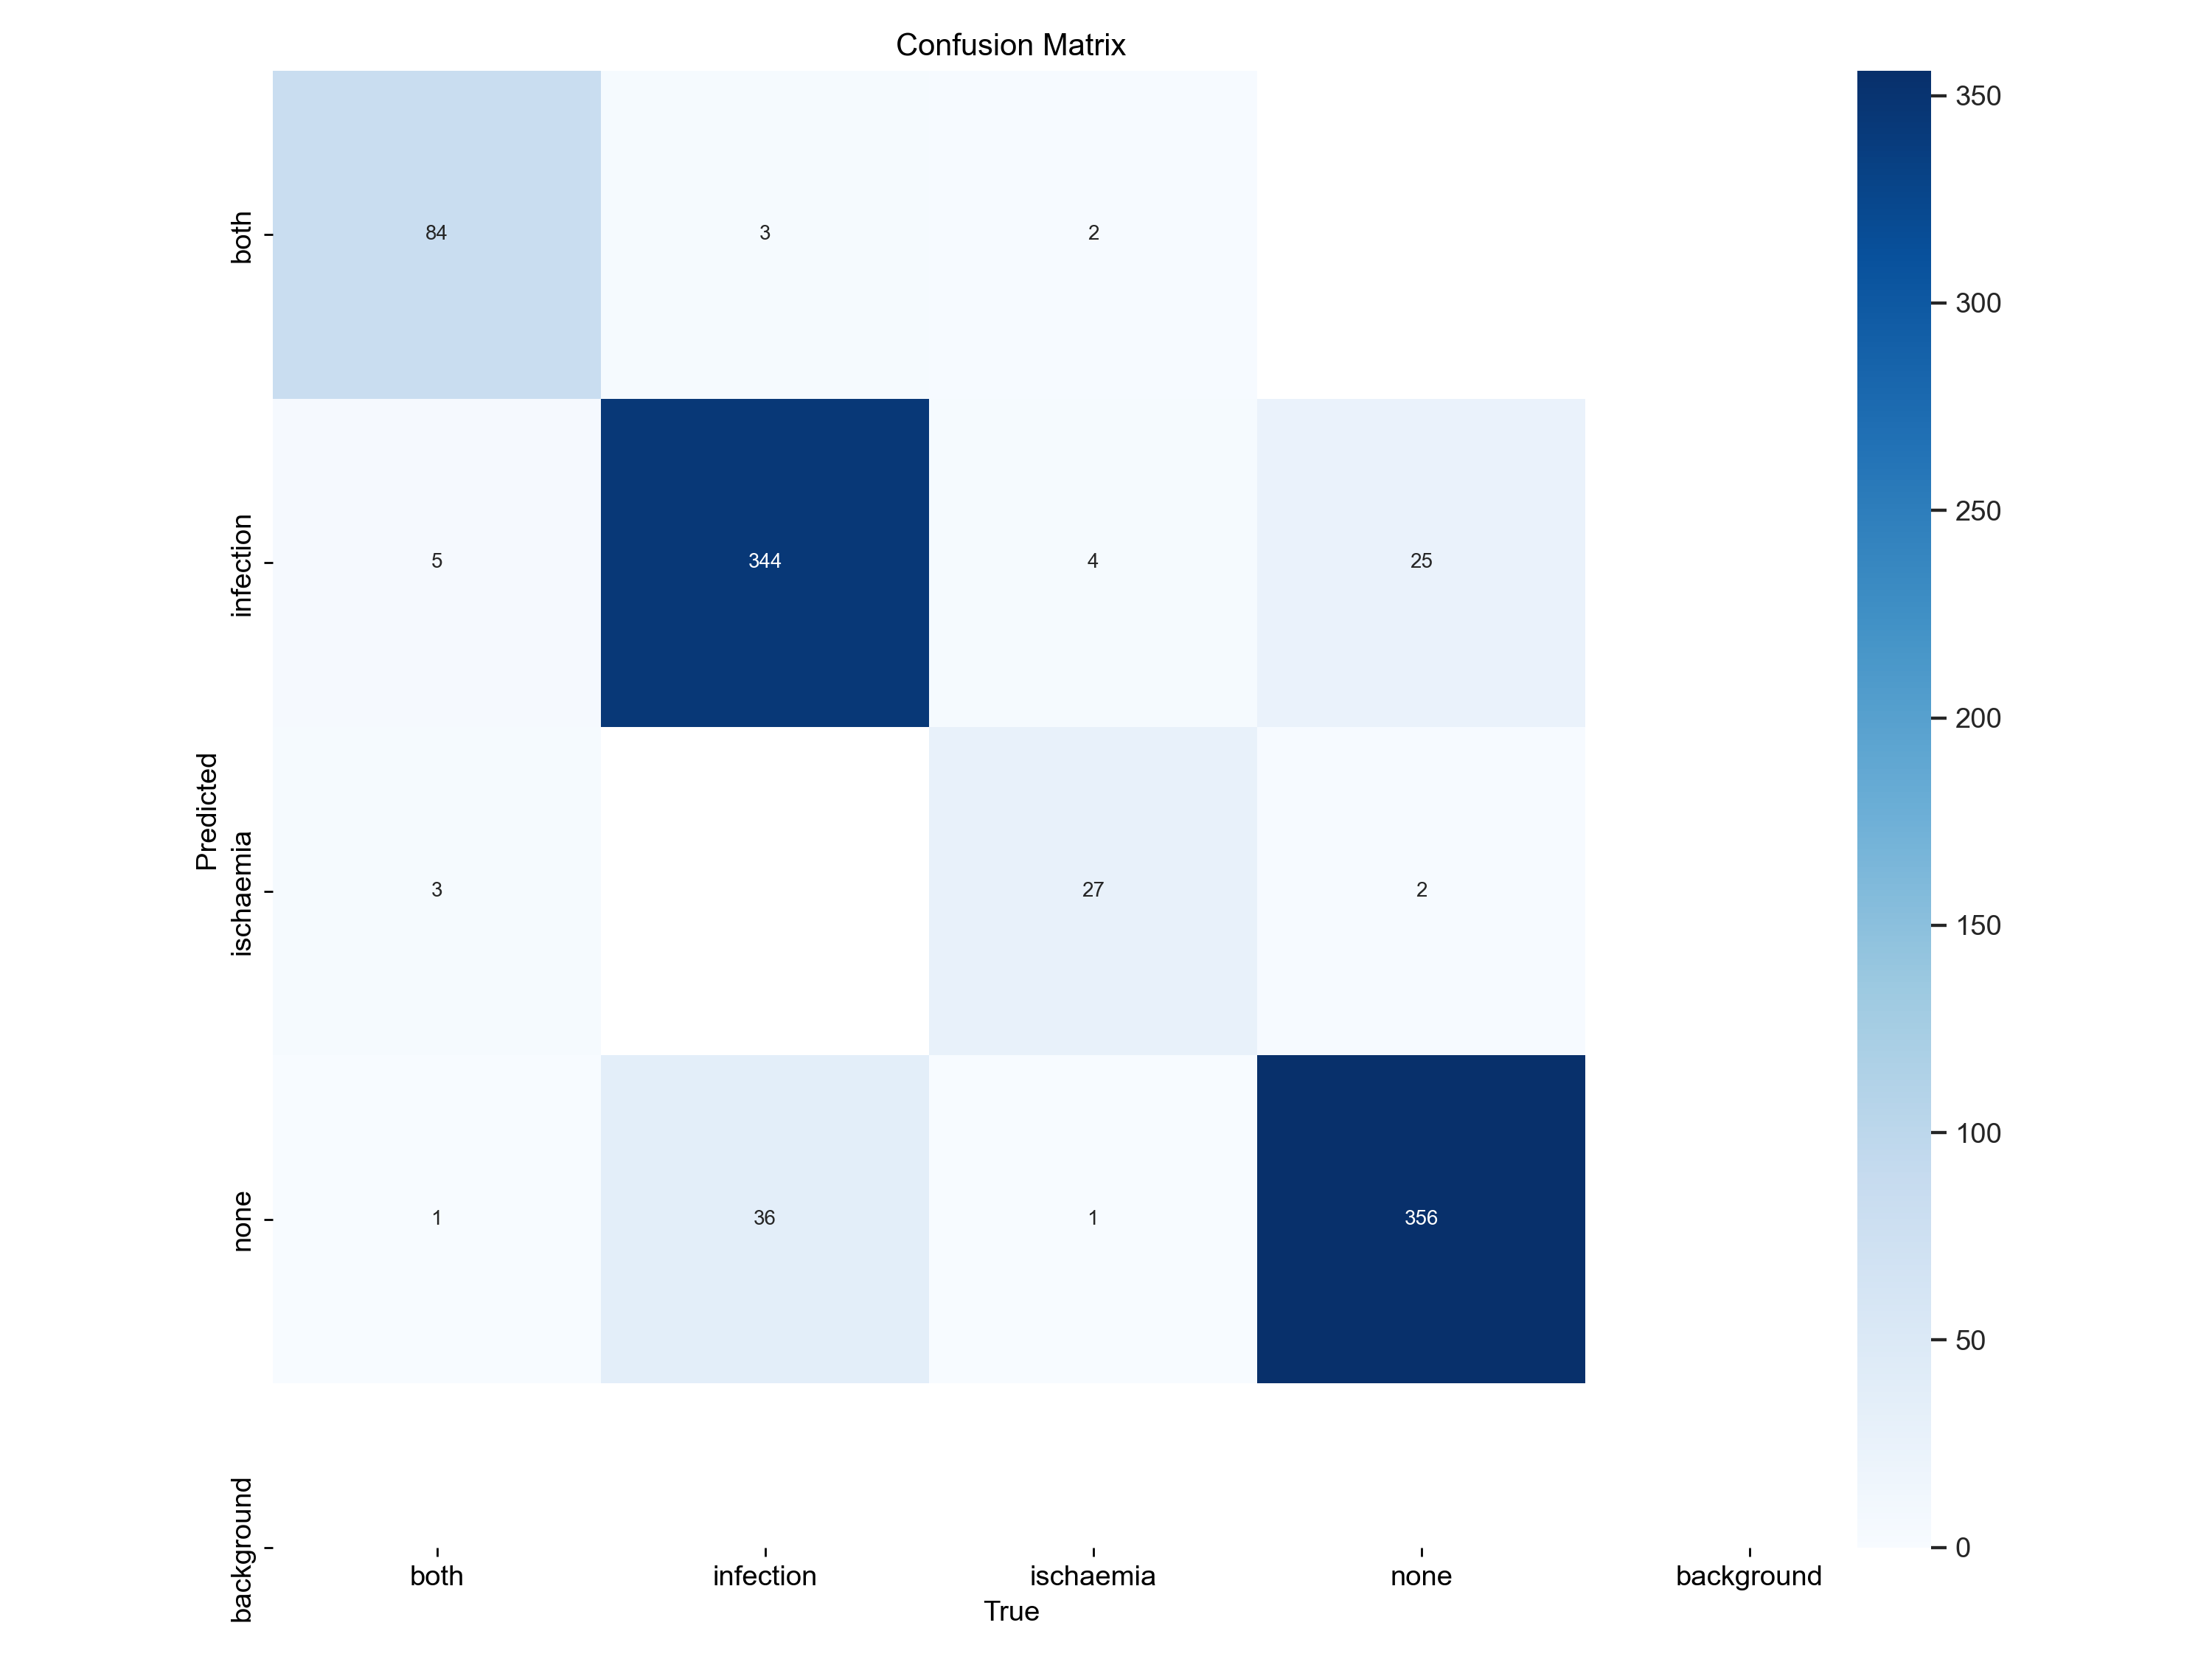 Confusion Matrix
both
84
3
2
infection
5
344
4
25
ischaemia
3
27
2
none
1
36
1
356
background
Predicted
both
infection
ischaemia
none
background
True
350
300
250
200
150
100
50
0